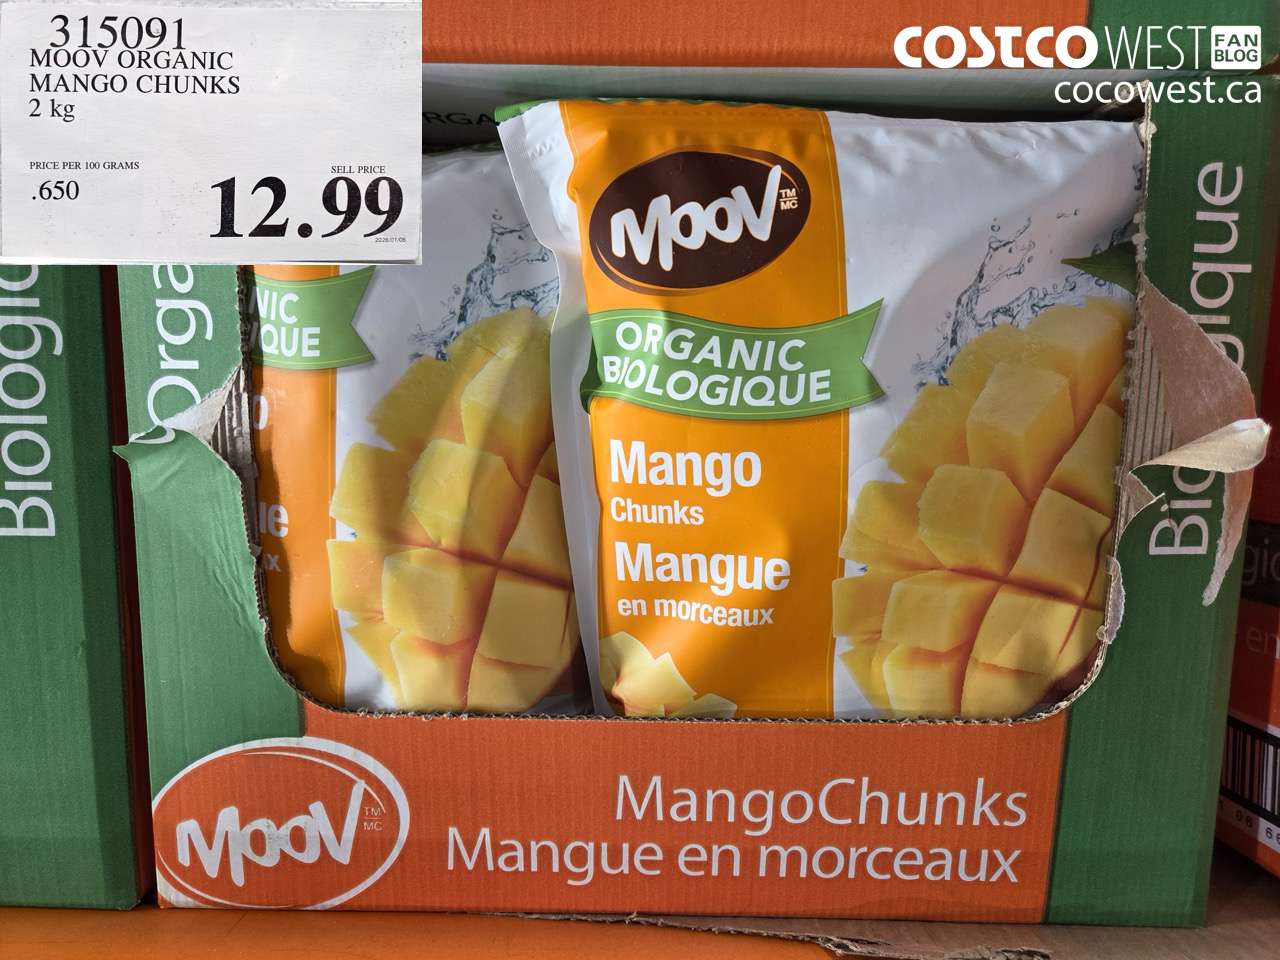 315091
MOOV ORGANIC
MANGO CHUNKS
2 kg
PRICE PER 100 GRAMS
.650
SELL PRICE
12.99
COSTCO WEST FAN BLOG
cocowest.ca
Biologique
MOOV TM MC
ORGANIC
BIOLOGIQUE
Mango
Chunks
Mangue
en morceaux
NIC
QUE
MOOV TM MC
MangoChunks
Mangue en morceaux